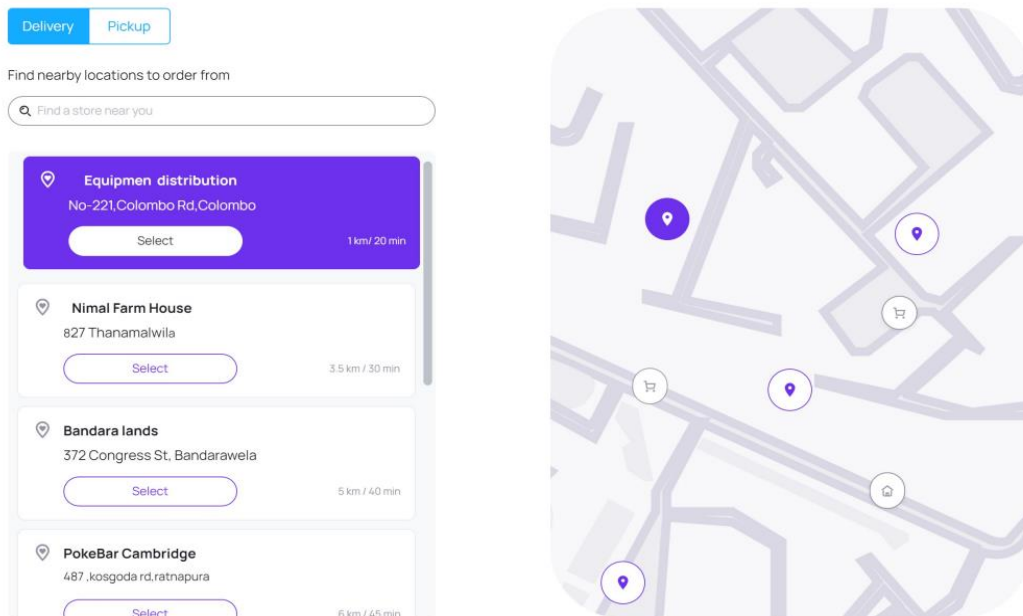 Delivery
Pickup
Find nearby locations to order from
Find a store near you
Equipmen distribution
No-221,Colombo Rd,Colombo
Select
1 km/ 20 min
Nimal Farm House
827 Thanamalwila
Select
3.5 km / 30 min
Bandara lands
372 Congress St, Bandarawela
Select
5 km / 40 min
PokeBar Cambridge
487 ,kosgoda rd,ratnapura
Select
6 km / 45 min